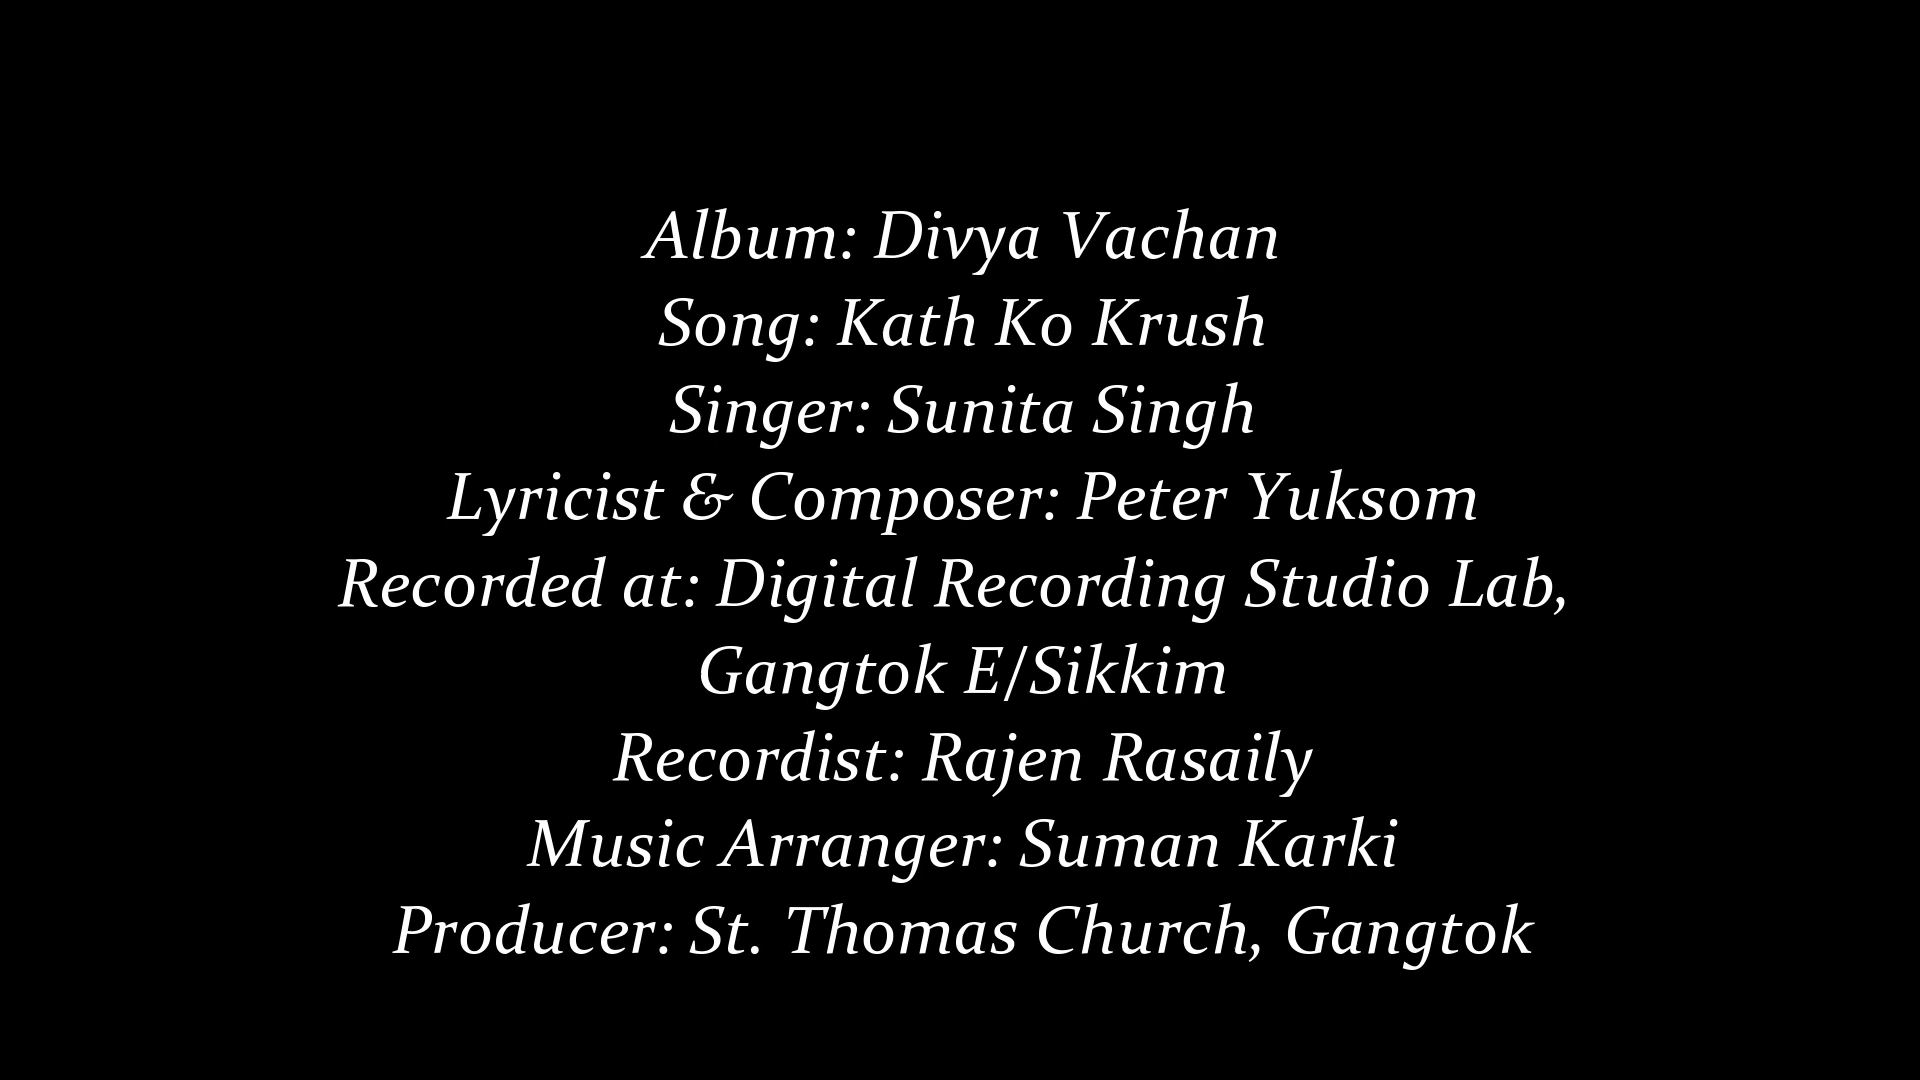 Album: Divya Vachan
Song: Kath Ko Krush
Singer: Sunita Singh
Lyricist & Composer: Peter Yuksom
Recorded at: Digital Recording Studio Lab,
Gangtok E/Sikkim
Recordist: Rajen Rasaily
Music Arranger: Suman Karki
Producer: St. Thomas Church, Gangtok